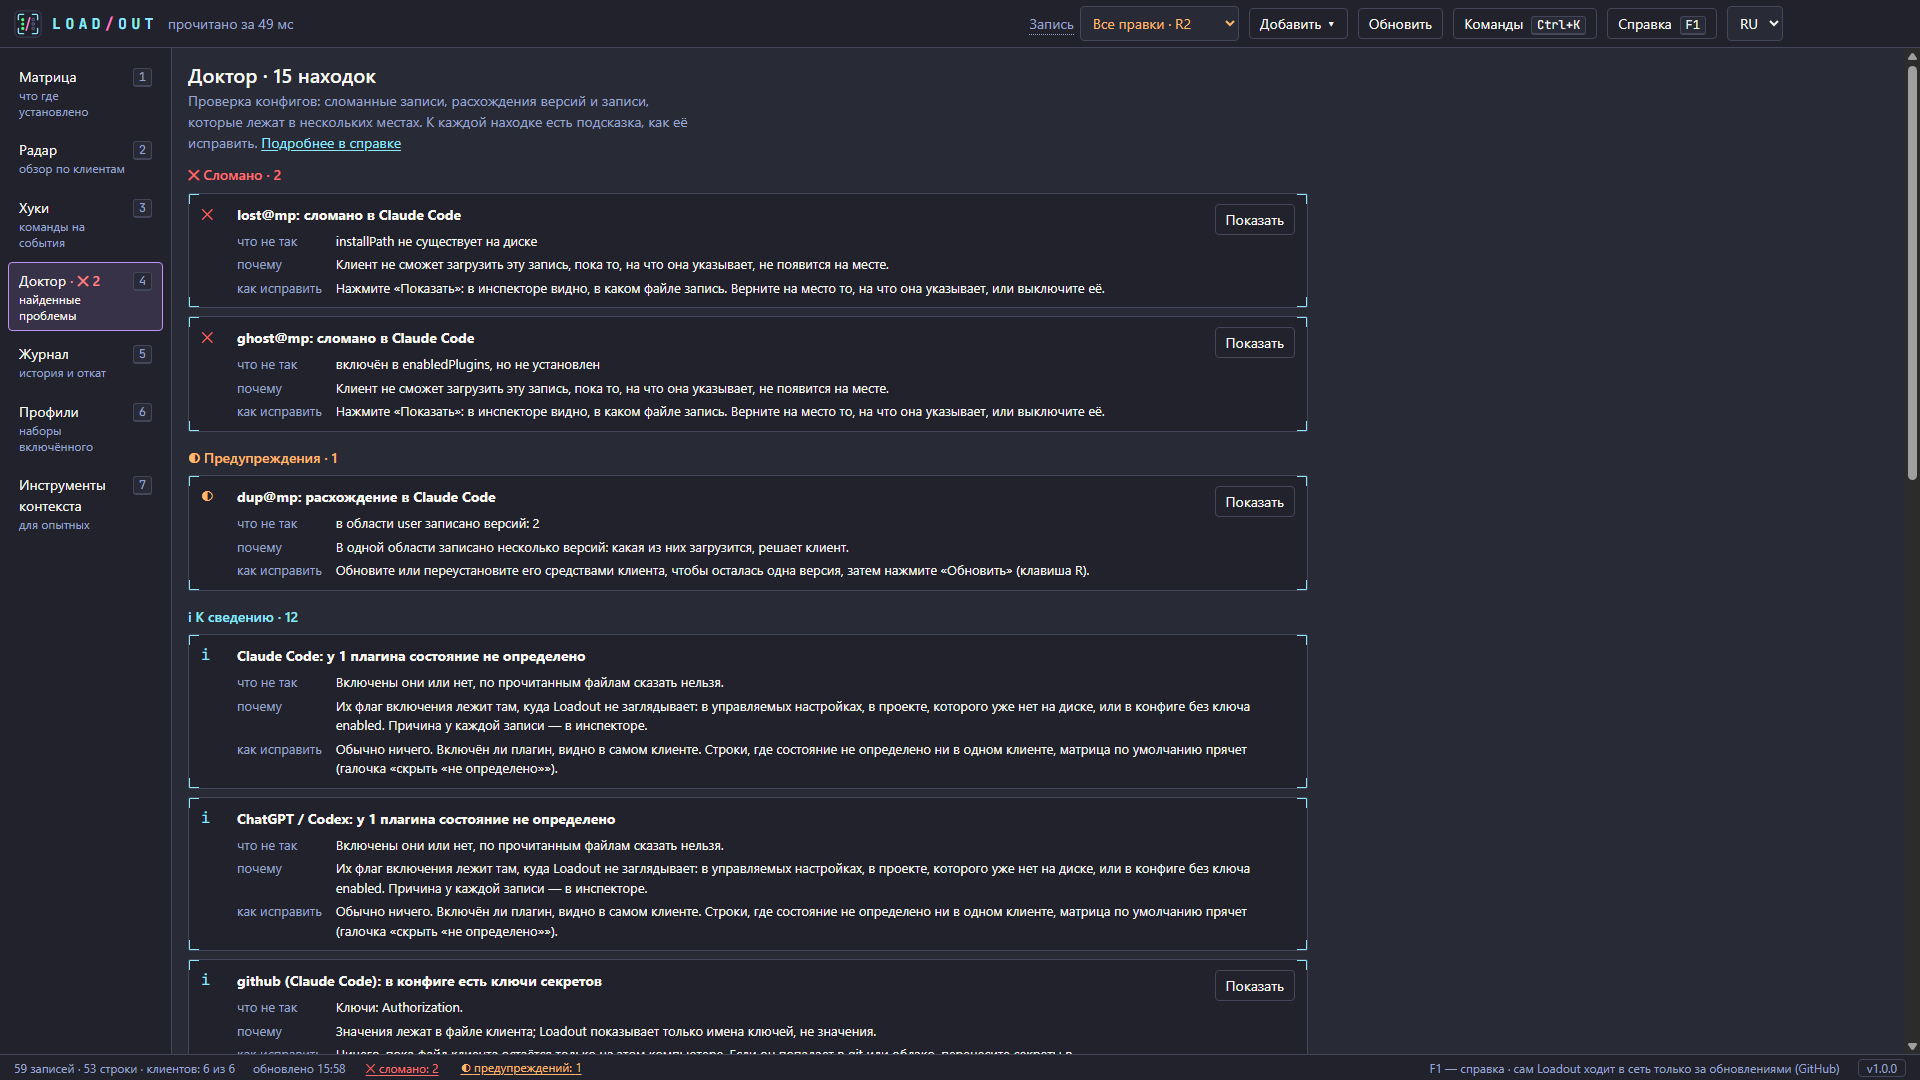 LOAD/OUT прочитано за 49 мс Запись Все правки · R2 Добавить ▾ Обновить Команды Ctrl+K Справка F1 RU
Матрица 1
что где
установлено
Радар 2
обзор по клиентам
Хуки 3
команды на
события
Доктор · ✕ 2 4
найденные
проблемы
Журнал 5
история и откат
Профили 6
наборы
включённого
Инструменты 7
контекста
для опытных
Доктор · 15 находок
Проверка конфигов: сломанные записи, расхождения версий и записи,
которые лежат в нескольких местах. К каждой находке есть подсказка, как её
исправить. Подробнее в справке
✕ Сломано · 2
lost@mp: сломано в Claude Code Показать
что не так installPath не существует на диске
почему Клиент не сможет загрузить эту запись, пока то, на что она указывает, не появится на месте.
как исправить Нажмите «Показать»: в инспекторе видно, в каком файле запись. Верните на место то, на что она указывает, или выключите её.
ghost@mp: сломано в Claude Code Показать
что не так включён в enabledPlugins, но не установлен
почему Клиент не сможет загрузить эту запись, пока то, на что она указывает, не появится на месте.
как исправить Нажмите «Показать»: в инспекторе видно, в каком файле запись. Верните на место то, на что она указывает, или выключите её.
◐ Предупреждения · 1
dup@mp: расхождение в Claude Code Показать
что не так в области user записано версий: 2
почему В одной области записано несколько версий: какая из них загрузится, решает клиент.
как исправить Обновите или переустановите его средствами клиента, чтобы осталась одна версия, затем нажмите «Обновить» (клавиша R).
i К сведению · 12
i Claude Code: у 1 плагина состояние не определено
что не так Включены они или нет, по прочитанным файлам сказать нельзя.
почему Их флаг включения лежит там, куда Loadout не заглядывает: в управляемых настройках, в проекте, которого уже нет на диске, или в конфиге без ключа
enabled. Причина у каждой записи — в инспекторе.
как исправить Обычно ничего. Включён ли плагин, видно в самом клиенте. Строки, где состояние не определено ни в одном клиенте, матрица по умолчанию прячет
(галочка «скрыть «не определено»»).
i ChatGPT / Codex: у 1 плагина состояние не определено
что не так Включены они или нет, по прочитанным файлам сказать нельзя.
почему Их флаг включения лежит там, куда Loadout не заглядывает: в управляемых настройках, в проекте, которого уже нет на диске, или в конфиге без ключа
enabled. Причина у каждой записи — в инспекторе.
как исправить Обычно ничего. Включён ли плагин, видно в самом клиенте. Строки, где состояние не определено ни в одном клиенте, матрица по умолчанию прячет
(галочка «скрыть «не определено»»).
i github (Claude Code): в конфиге есть ключи секретов Показать
что не так Ключи: Authorization.
почему Значения лежат в файле клиента; Loadout показывает только имена ключей, не значения.
59 записей · 53 строки · клиентов: 6 из 6 обновлено 15:58 ✕ сломано: 2 ◐ предупреждений: 1 F1 — справка · сам Loadout ходит в сеть только за обновлениями (GitHub) v1.0.0